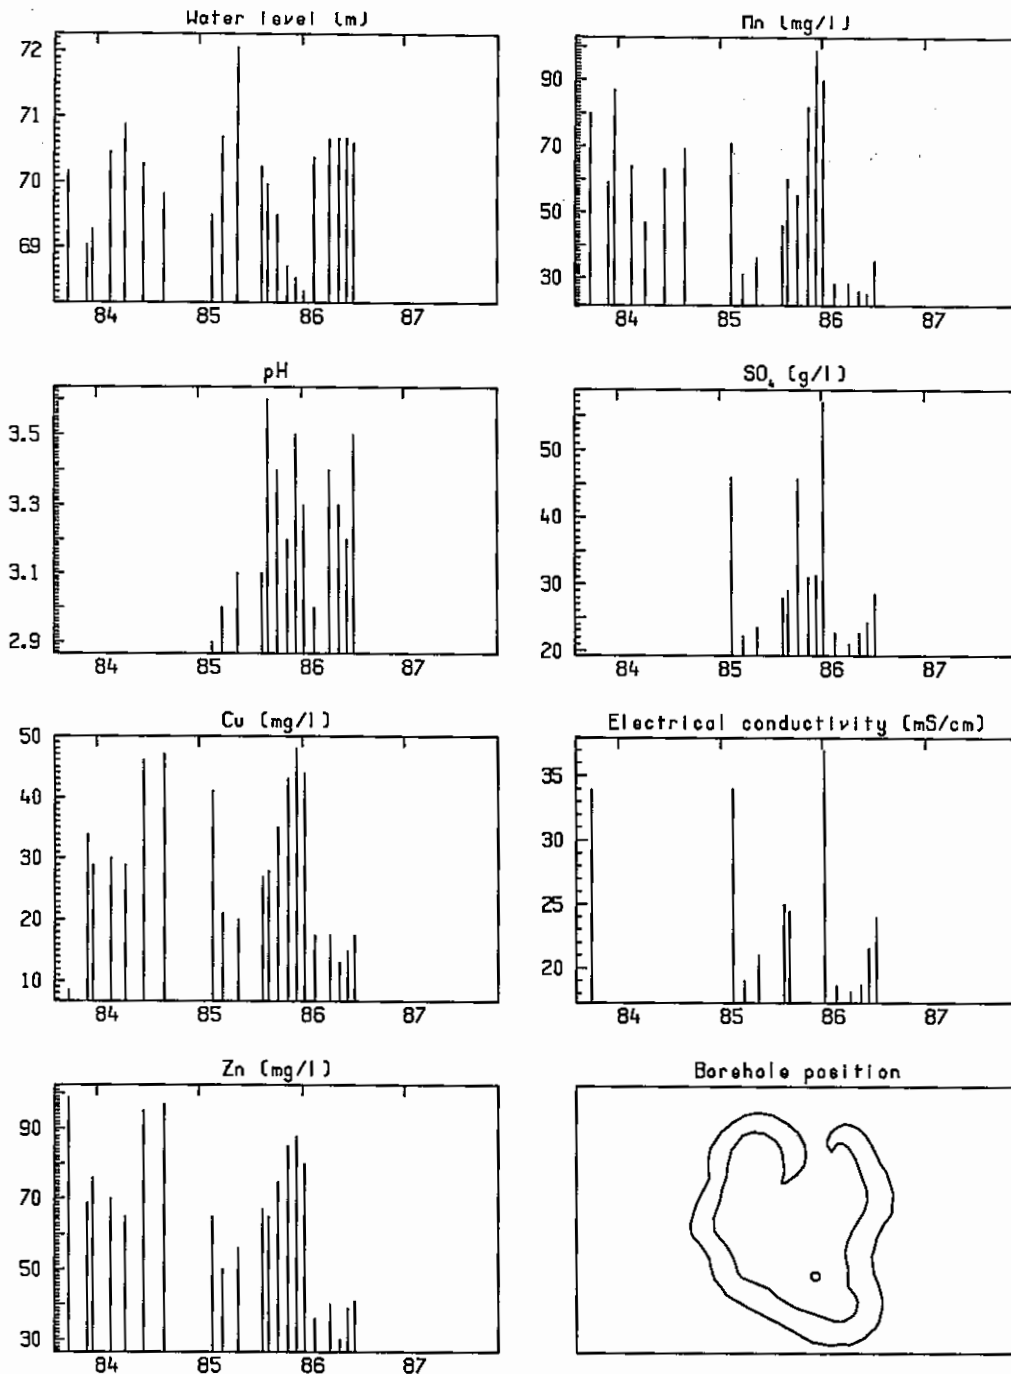 Water level (m)
72
71
70
69
84 85 86 87
Mn (mg/l)
90
70
50
30
84 85 86 87
pH
3.5
3.3
3.1
2.9
84 85 86 87
SO₄ (g/l)
50
40
30
20
84 85 86 87
Cu (mg/l)
50
40
30
20
10
84 85 86 87
Electrical conductivity (mS/cm)
35
25
20
84 85 86 87
Zn (mg/l)
90
70
50
30
84 85 86 87
Borehole position